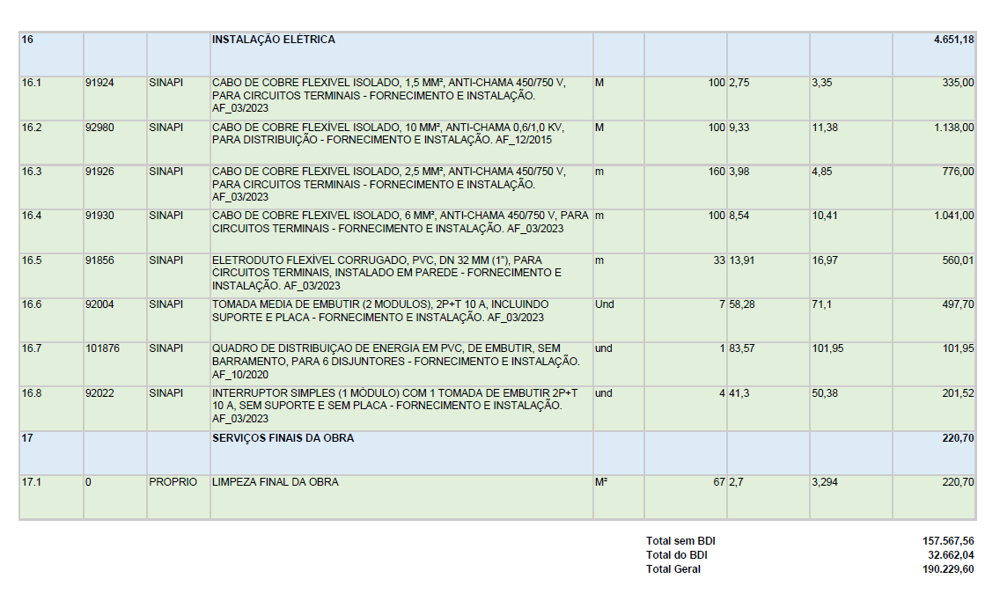 16 INSTALAÇÃO ELÉTRICA 4.651,18
16.1 91924 SINAPI CABO DE COBRE FLEXÍVEL ISOLADO, 1,5 MM², ANTI-CHAMA 450/750 V, M 100 2,75 3,35 335,00
PARA CIRCUITOS TERMINAIS - FORNECIMENTO E INSTALAÇÃO.
AF_03/2023
16.2 92980 SINAPI CABO DE COBRE FLEXÍVEL ISOLADO, 10 MM², ANTI-CHAMA 0,6/1,0 KV, M 100 9,33 11,38 1.138,00
PARA DISTRIBUIÇÃO - FORNECIMENTO E INSTALAÇÃO. AF_12/2015
16.3 91926 SINAPI CABO DE COBRE FLEXÍVEL ISOLADO, 2,5 MM², ANTI-CHAMA 450/750 V, m 160 3,98 4,85 776,00
PARA CIRCUITOS TERMINAIS - FORNECIMENTO E INSTALAÇÃO.
AF_03/2023
16.4 91930 SINAPI CABO DE COBRE FLEXÍVEL ISOLADO, 6 MM², ANTI-CHAMA 450/750 V, PARA m 100 8,54 10,41 1.041,00
CIRCUITOS TERMINAIS - FORNECIMENTO E INSTALAÇÃO. AF_03/2023
16.5 91856 SINAPI ELETRODUTO FLEXÍVEL CORRUGADO, PVC, DN 32 MM (1"), PARA m 33 13,91 16,97 560,01
CIRCUITOS TERMINAIS, INSTALADO EM PAREDE - FORNECIMENTO E
INSTALAÇÃO. AF_03/2023
16.6 92004 SINAPI TOMADA MÉDIA DE EMBUTIR (2 MÓDULOS), 2P+T 10 A, INCLUINDO Und 7 58,28 71,1 497,70
SUPORTE E PLACA - FORNECIMENTO E INSTALAÇÃO. AF_03/2023
16.7 101876 SINAPI QUADRO DE DISTRIBUIÇÃO DE ENERGIA EM PVC, DE EMBUTIR, SEM und 1 83,57 101,95 101,95
BARRAMENTO, PARA 6 DISJUNTORES - FORNECIMENTO E INSTALAÇÃO.
AF_10/2020
16.8 92022 SINAPI INTERRUPTOR SIMPLES (1 MÓDULO) COM 1 TOMADA DE EMBUTIR 2P+T und 4 41,3 50,38 201,52
10 A, SEM SUPORTE E SEM PLACA - FORNECIMENTO E INSTALAÇÃO.
AF_03/2023
17 SERVIÇOS FINAIS DA OBRA 220,70
17.1 0 PROPRIO LIMPEZA FINAL DA OBRA M² 67 2,7 3,294 220,70
Total sem BDI 157.567,56
Total do BDI 32.662,04
Total Geral 190.229,60